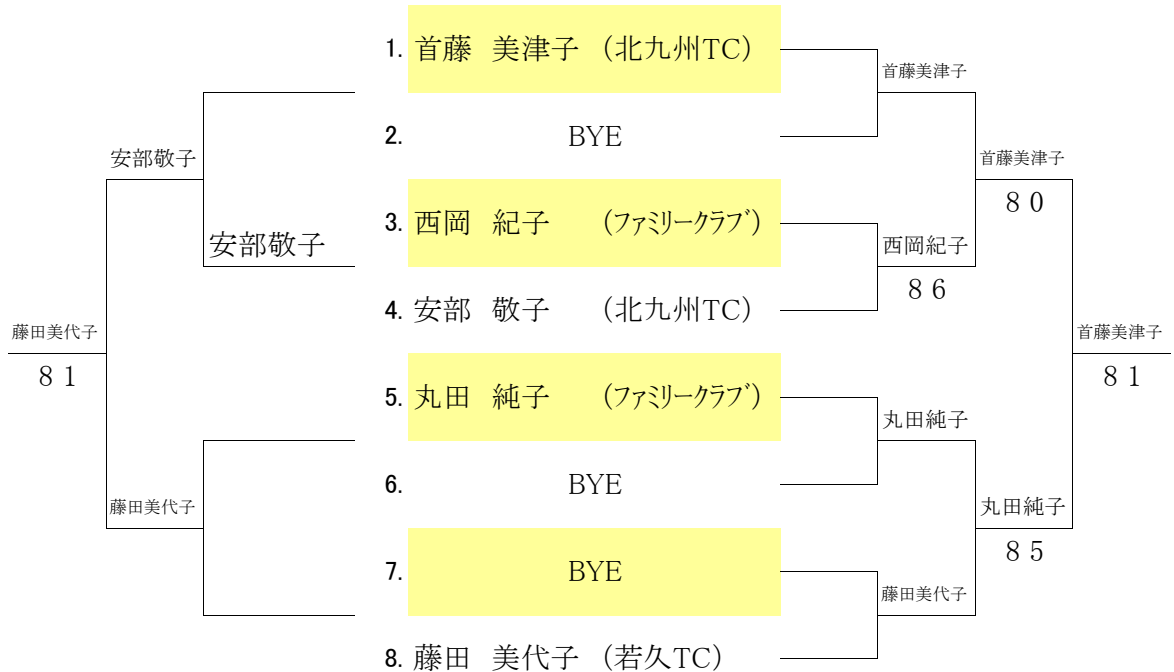 1. 首藤 美津子 (北九州TC)
首藤美津子
2. BYE
安部敬子
首藤美津子
8 0
3. 西岡 紀子 (ファミリークラブ)
安部敬子
西岡紀子
8 6
4. 安部 敬子 (北九州TC)
藤田美代子
8 1
首藤美津子
8 1
5. 丸田 純子 (ファミリークラブ)
丸田純子
6. BYE
藤田美代子
丸田純子
8 5
7. BYE
藤田美代子
8. 藤田 美代子 (若久TC)